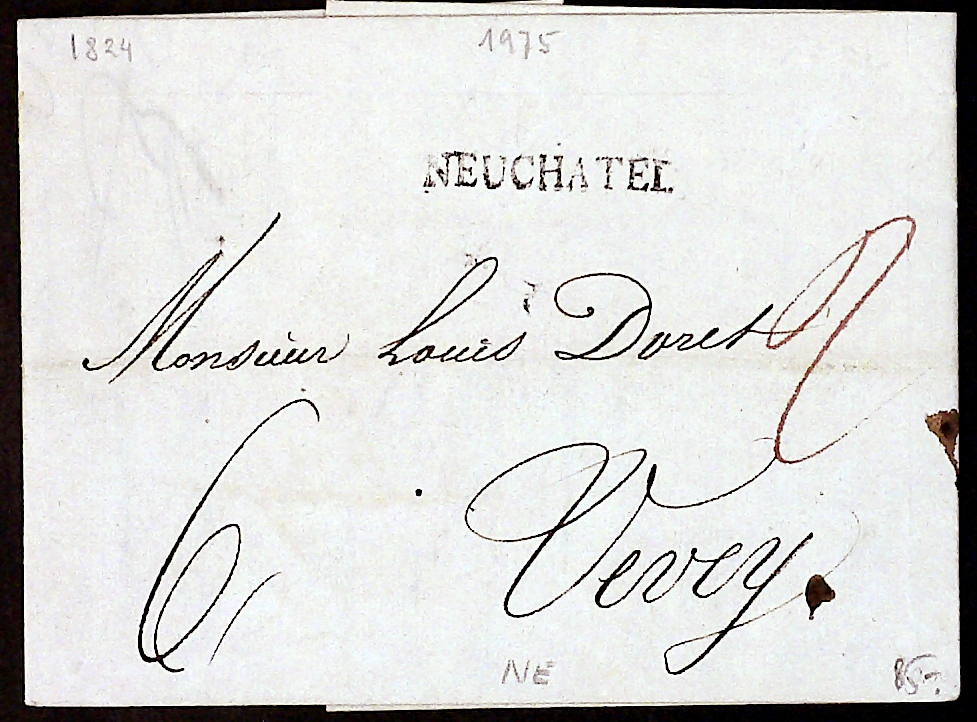 1824 1975
NEUCHATEL
Monsieur Louis Doret
6
Vevey.
NE 85.-